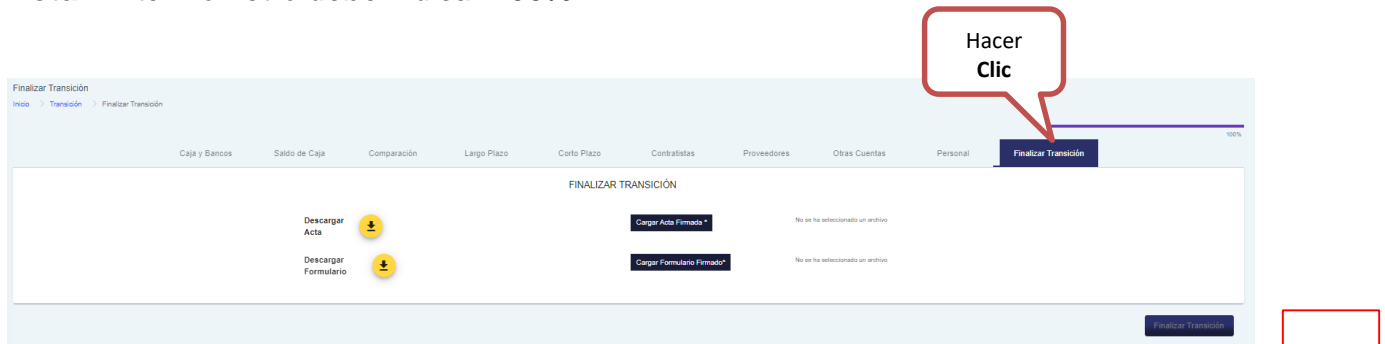 Hacer
Clic
Finalizar Transición
Inicio > Transición > Finalizar Transición
100%
Caja y Bancos Saldo de Caja Comparación Largo Plazo Corto Plazo Contratistas Proveedores Otras Cuentas Personal Finalizar Transición
FINALIZAR TRANSICIÓN
Descargar
Acta
Cargar Acta Firmada *
No se ha seleccionado un archivo
Descargar
Formulario
Cargar Formulario Firmado*
No se ha seleccionado un archivo
Finalizar Transición